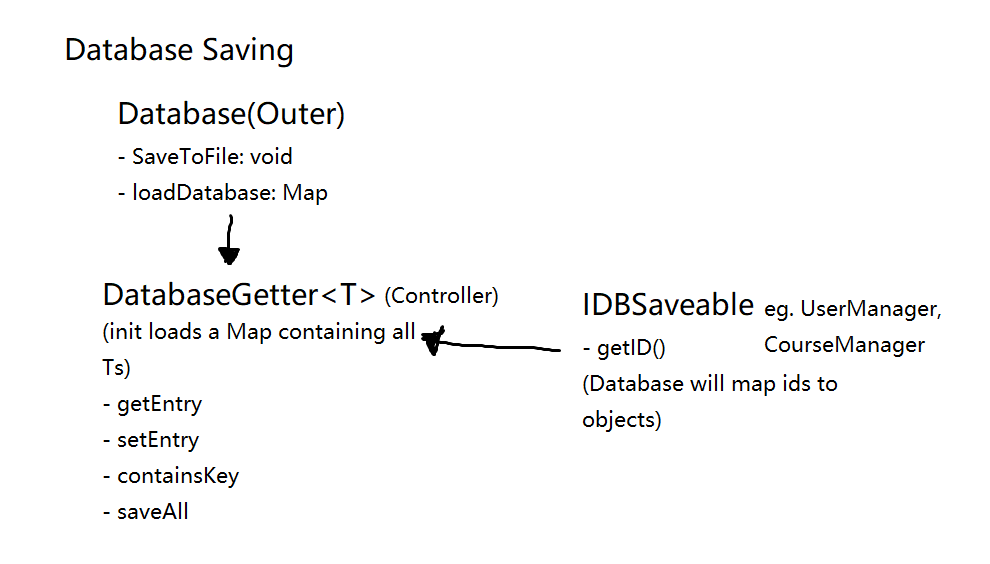 Database Saving
Database(Outer)
- SaveToFile: void
- loadDatabase: Map
DatabaseGetter<T> (Controller)
(init loads a Map containing all
Ts)
- getEntry
- setEntry
- containsKey
- saveAll
IDBSaveable eg. UserManager,
CourseManager
- getID()
(Database will map ids to
objects)